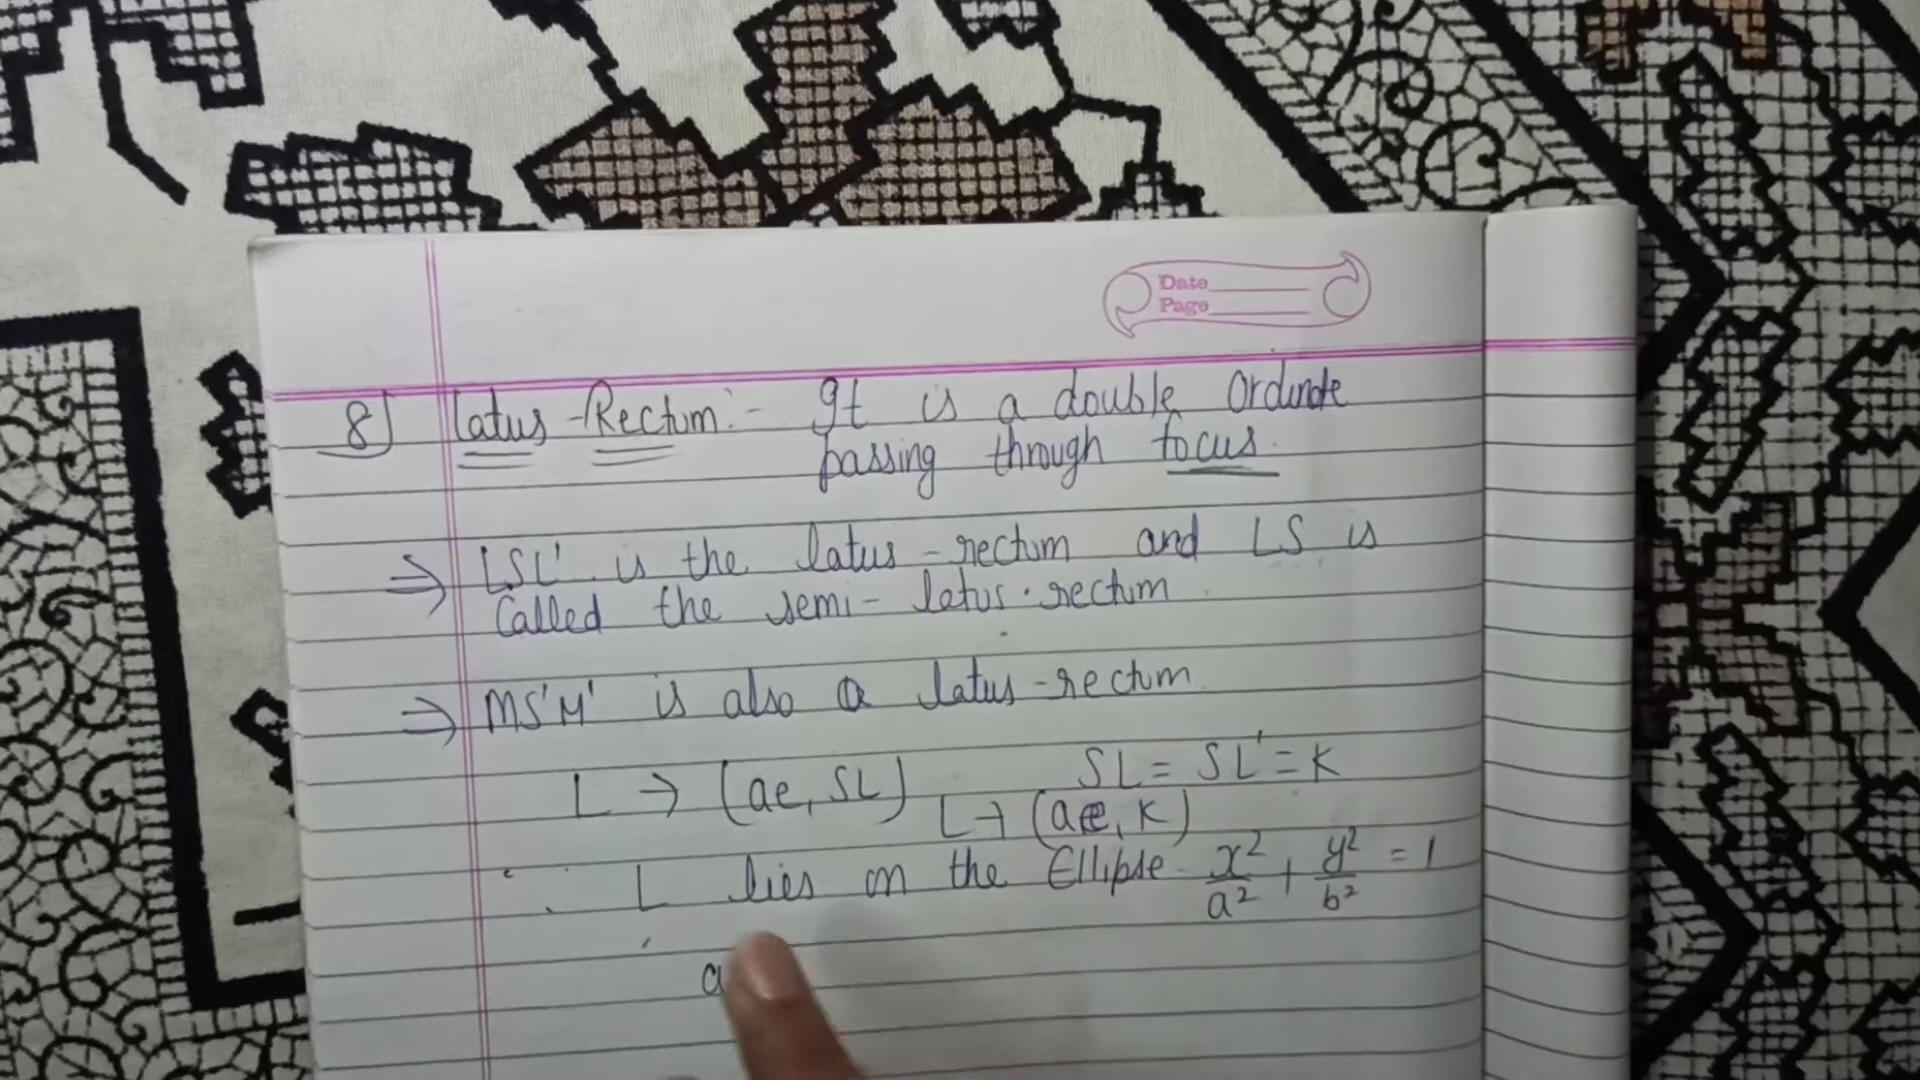 Date
Page
8] Latus-Rectum:- It is a double Ordinate
passing through focus.
⇒ LSL' is the latus-rectum and LS is
Called the semi-latus-rectum.
⇒ MS'M' is also a latus-rectum.
L → (ae, SL) SL = SL' = K
L → (ae, K)
∴ L lies on the Ellipse x²/a² + y²/b² = 1
a